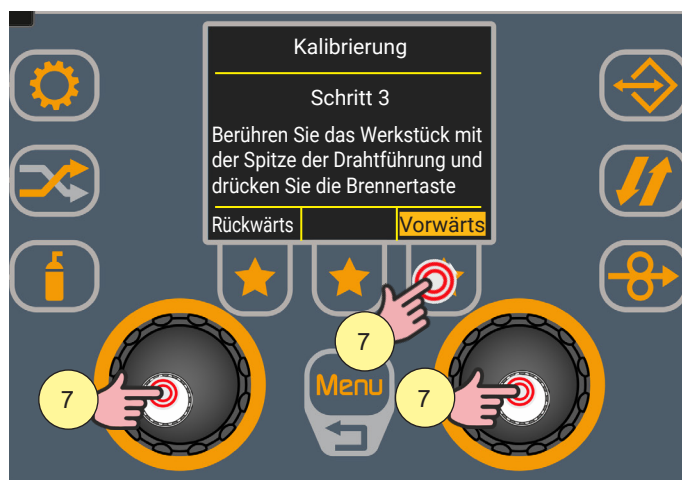 Kalibrierung
Schritt 3
Berühren Sie das Werkstück mit
der Spitze der Drahtführung und
drücken Sie die Brennertaste
Rückwärts Vorwärts
7
7
Menu
7